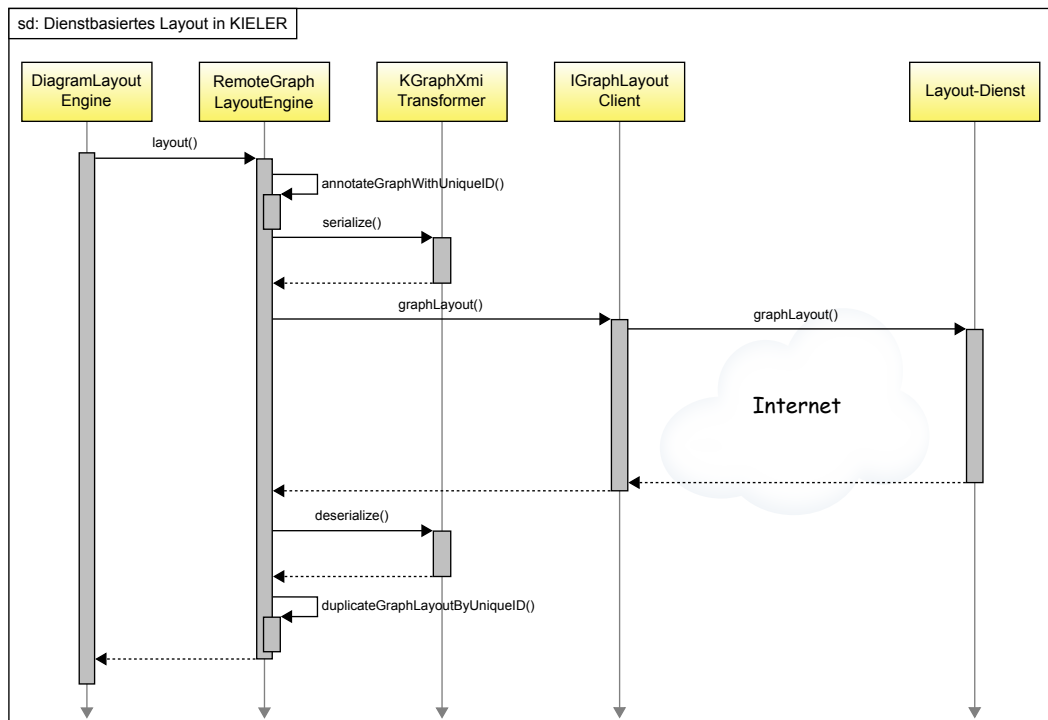 sd: Dienstbasiertes Layout in KIELER
DiagramLayout
Engine
RemoteGraph
LayoutEngine
KGraphXmi
Transformer
IGraphLayout
Client
Layout-Dienst
layout()
annotateGraphWithUniqueID()
serialize()
graphLayout()
graphLayout()
Internet
deserialize()
duplicateGraphLayoutByUniqueID()